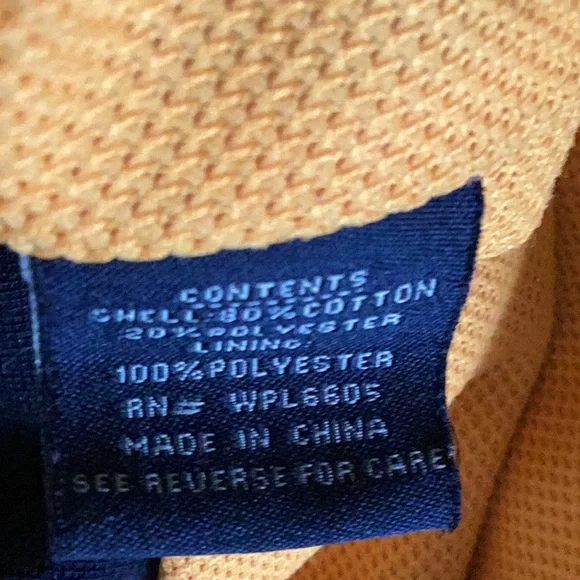 CONTENTS
SHELL:80%COTTON
20%POLYESTER
LINING:
100%POLYESTER
RN# WPL6605
MADE IN CHINA
SEE REVERSE FOR CARE